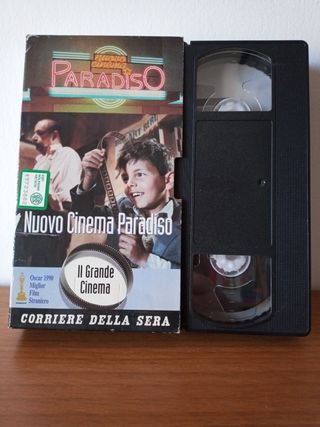 nuovo
cinema
PARADISO
Nuovo Cinema Paradiso
Il Grande
Cinema
Oscar 1990
Miglior
Film
Straniero
CORRIERE DELLA SERA